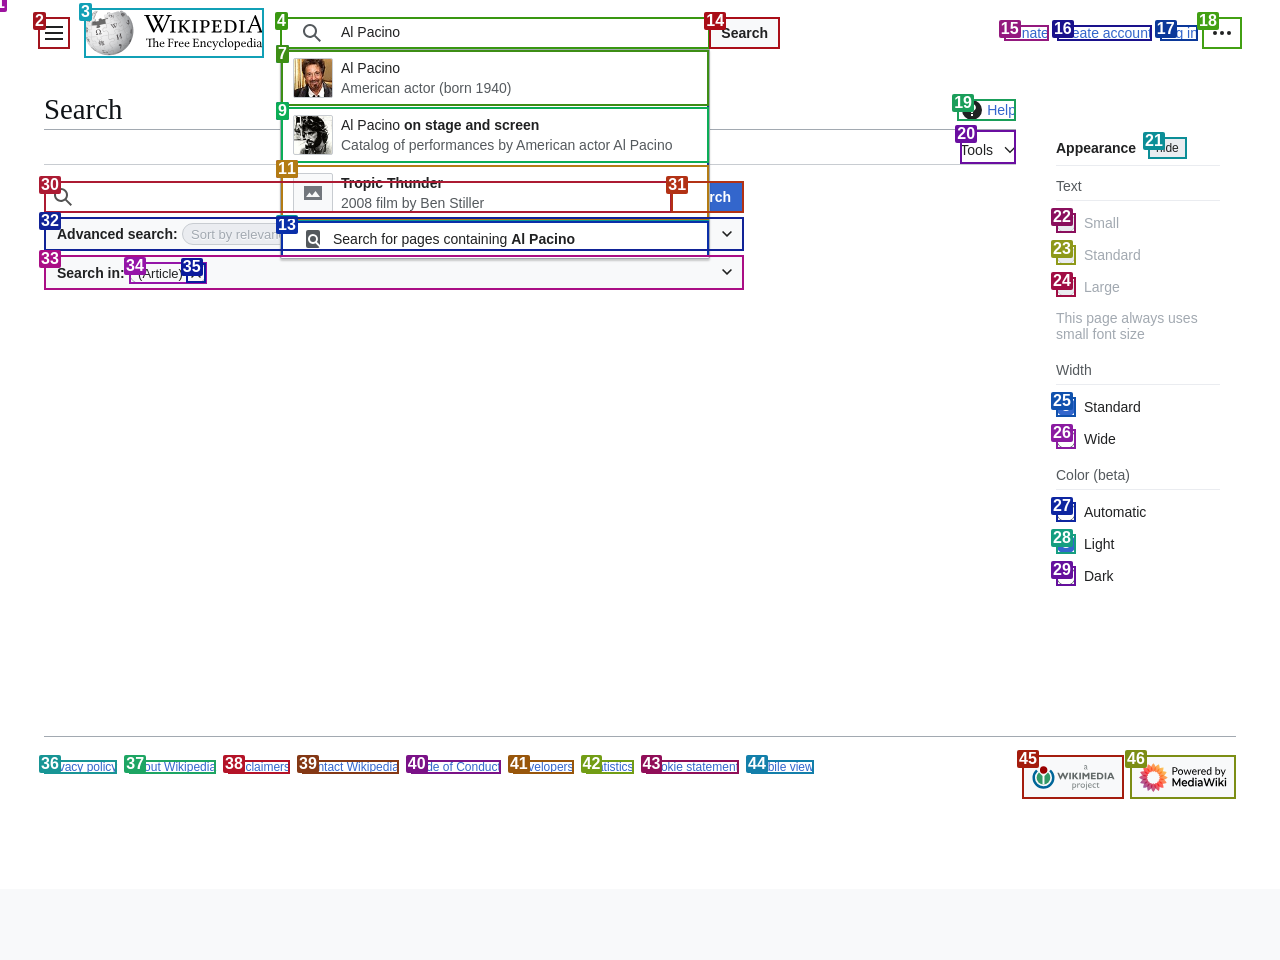 1
2
3
WIKIPEDIA
The Free Encyclopedia
4
Al Pacino
14
Search
15
nate
16
eate account
17
g in
18
7
Al Pacino
American actor (born 1940)
9
Al Pacino on stage and screen
Catalog of performances by American actor Al Pacino
11
Tropic Thunder
2008 film by Ben Stiller
13
Search for pages containing Al Pacino
Search
19
Help
20
Tools
30
31
rch
32
Advanced search:
Sort by relevan
33
Search in:
34
(Article)
35
Appearance
21
hide
Text
22
Small
23
Standard
24
Large
This page always uses
small font size
Width
25
Standard
26
Wide
Color (beta)
27
Automatic
28
Light
29
Dark
36
vacy policy
37
out Wikipedia
38
claimers
39
ntact Wikipedia
40
de of Conduct
41
velopers
42
tistics
43
okie statement
44
bile view
45
a
WIKIMEDIA
project
46
Powered by
MediaWiki